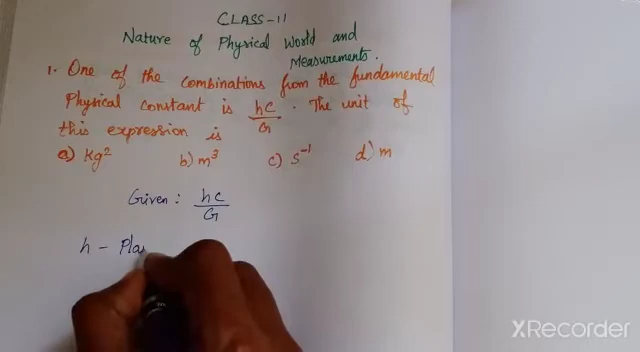 CLASS-11
Nature of Physical World and
Measurements.
1. One of the combinations from the fundamental
Physical constant is hc/G. The unit of
this expression is
a) Kg² b) m³ c) S⁻¹ d) m
Given: hc/G
h - Pla
XRecorder